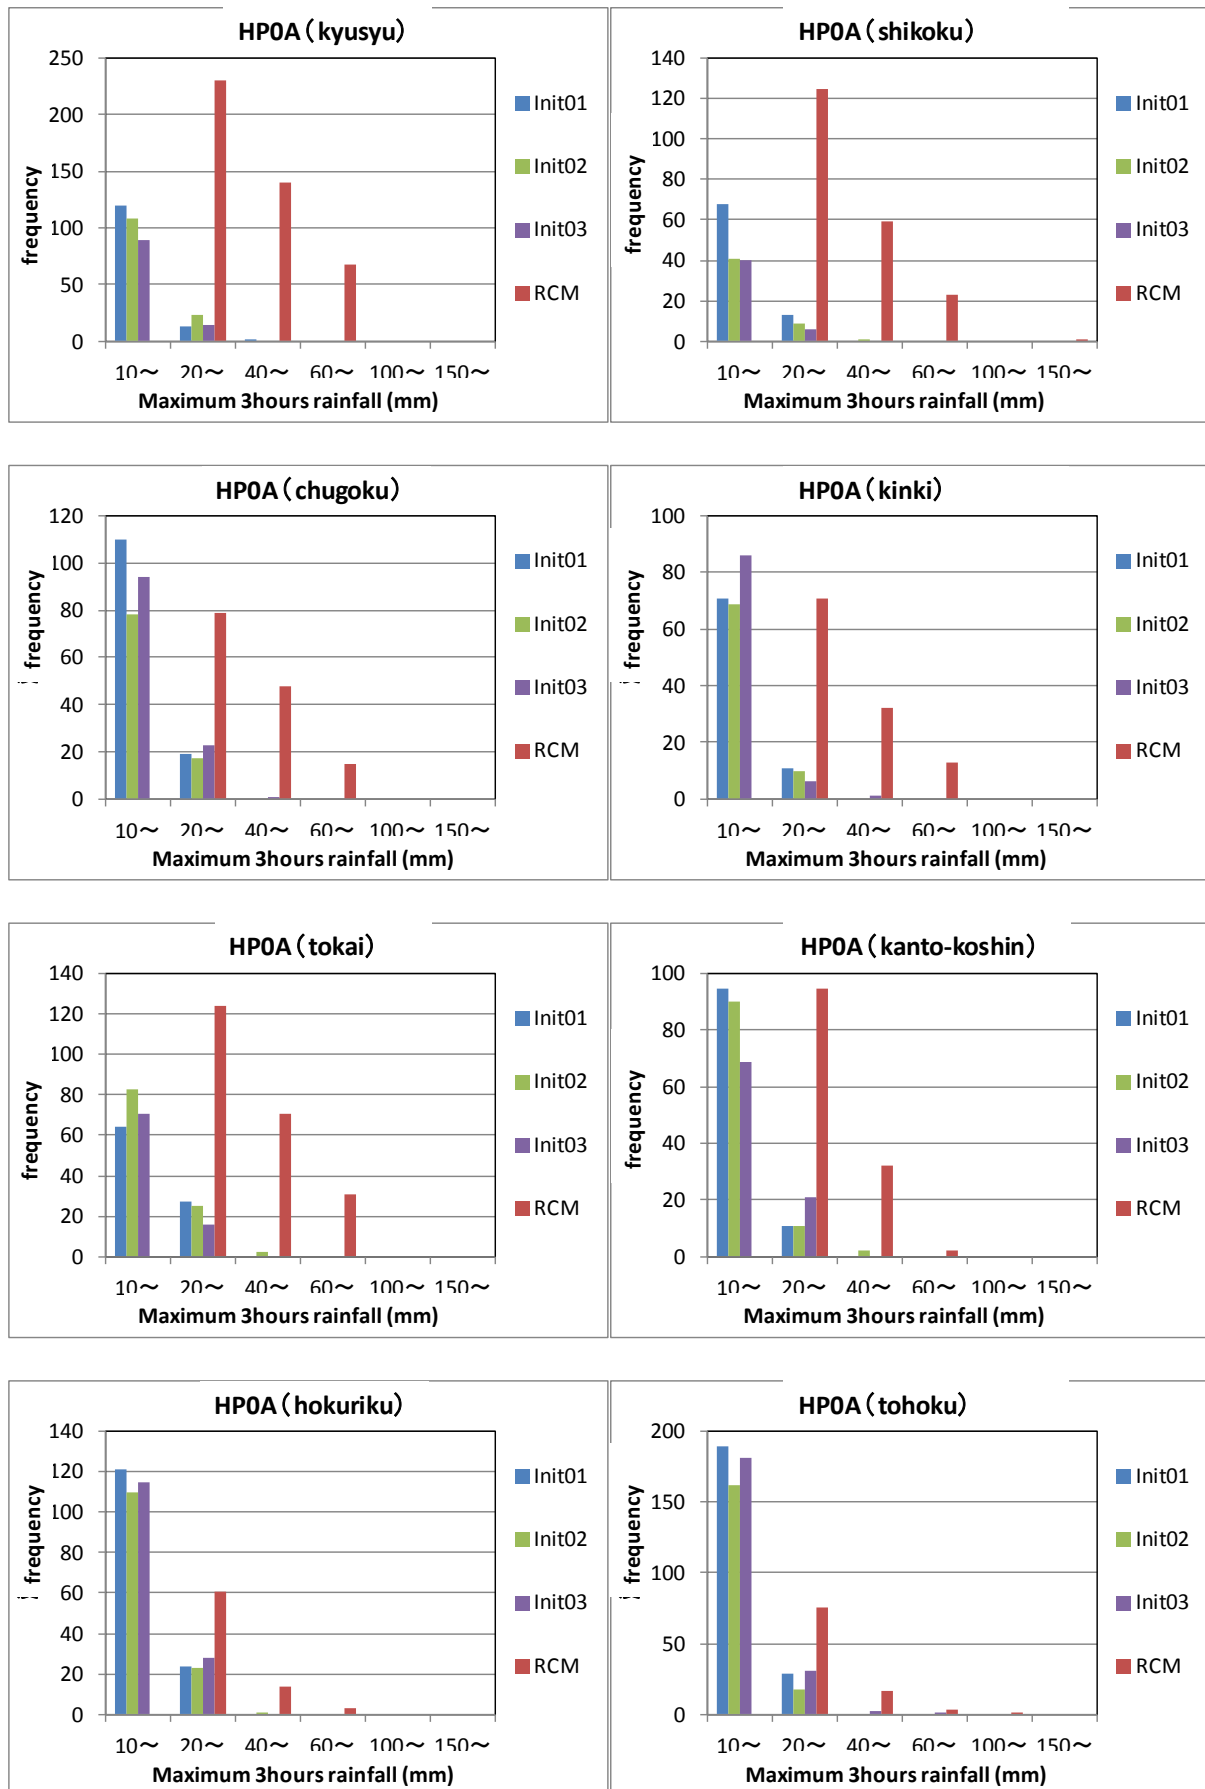 HP0A（kyusyu）
250
200
150
100
50
0
frequency
10～ 20～ 40～ 60～ 100～ 150～
Maximum 3hours rainfall (mm)
Init01
Init02
Init03
RCM
HP0A（shikoku）
140
120
100
80
60
40
20
0
frequency
10～ 20～ 40～ 60～ 100～ 150～
Maximum 3hours rainfall (mm)
Init01
Init02
Init03
RCM
HP0A（chugoku）
120
100
80
60
40
20
0
frequency
10～ 20～ 40～ 60～ 100～ 150～
Maximum 3hours rainfall (mm)
Init01
Init02
Init03
RCM
HP0A（kinki）
100
80
60
40
20
0
frequency
10～ 20～ 40～ 60～ 100～ 150～
Maximum 3hours rainfall (mm)
Init01
Init02
Init03
RCM
HP0A（tokai）
140
120
100
80
60
40
20
0
frequency
10～ 20～ 40～ 60～ 100～ 150～
Maximum 3hours rainfall (mm)
Init01
Init02
Init03
RCM
HP0A（kanto-koshin）
100
80
60
40
20
0
frequency
10～ 20～ 40～ 60～ 100～ 150～
Maximum 3hours rainfall (mm)
Init01
Init02
Init03
RCM
HP0A（hokuriku）
140
120
100
80
60
40
20
0
frequency
10～ 20～ 40～ 60～ 100～ 150～
Maximum 3hours rainfall (mm)
Init01
Init02
Init03
RCM
HP0A（tohoku）
200
150
100
50
0
frequency
10～ 20～ 40～ 60～ 100～ 150～
Maximum 3hours rainfall (mm)
Init01
Init02
Init03
RCM